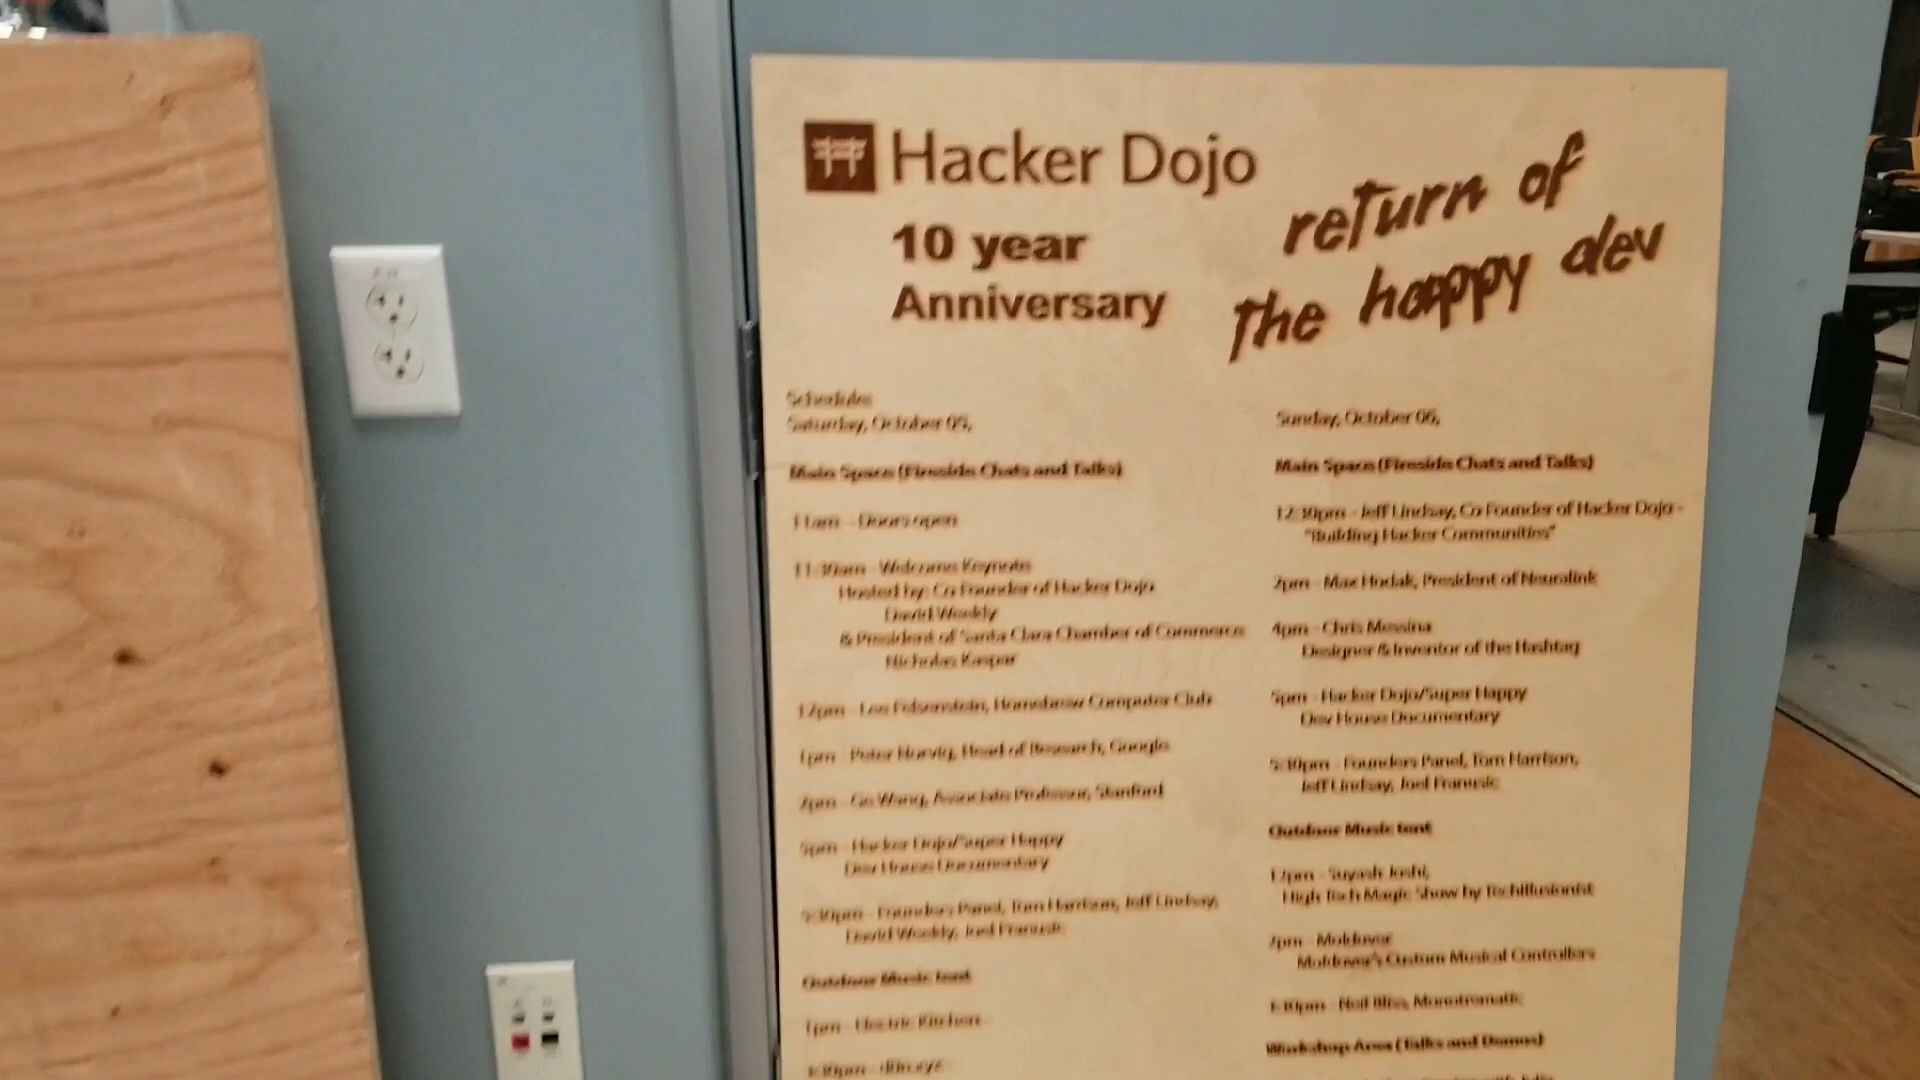 Hacker Dojo
10 year
Anniversary
return of
the happy dev
Schedule:
Saturday, October 05,
Main Space (Fireside Chats and Talks)
11am - Doors open
11:30am - Welcome Keynote
Hosted by: Co Founder of Hacker Dojo
David Weekly
& President of Santa Clara Chamber of Commerce
Nicholas Kaspar
12pm - Lee Felsenstein, Homebrew Computer Club
1pm - Peter Norvig, Head of Research, Google
2pm - Ge Wang, Associate Professor, Stanford
5pm - Hacker Dojo/Super Happy
Dev House Documentary
5:30pm - Founders Panel, Tom Harrison, Jeff Lindsay,
David Weekly, Joel Franusic
Outdoor Music tent
1pm - Electric Kitchen -
Sunday, October 06,
Main Space (Fireside Chats and Talks)
12:30pm - Jeff Lindsay, Co Founder of Hacker Dojo -
"Building Hacker Communities"
2pm - Max Hodak, President of Neuralink
4pm - Chris Messina
Designer & Inventor of the Hashtag
5pm - Hacker Dojo/Super Happy
Dev House Documentary
5:30pm - Founders Panel, Tom Harrison,
Jeff Lindsay, Joel Franusic
Outdoor Music tent
12pm - Suyash Joshi,
High Tech Magic Show by TechIllusionist
2pm - Moldover
Moldover's Custom Musical Controllers
Neil Bliss, Monotromatic
Workshop Area (Talks and Demos)